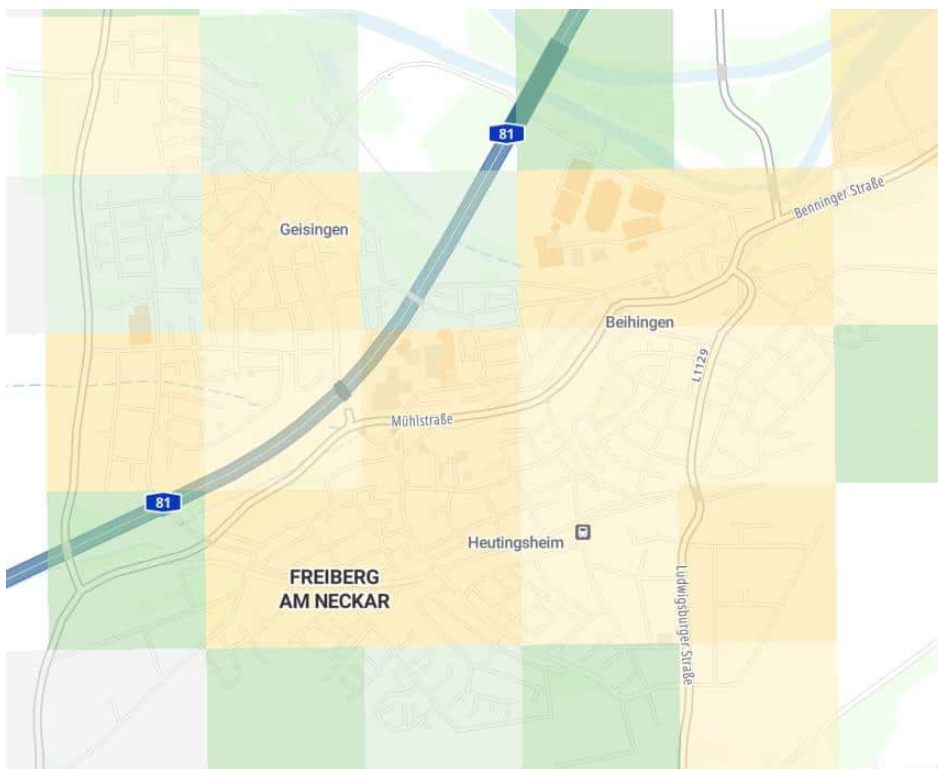 81
Benninger Straße
Geisingen
Beihingen
L1129
Mühlstraße
81
Heutingsheim
FREIBERG
AM NECKAR
Ludwigsburger Straße